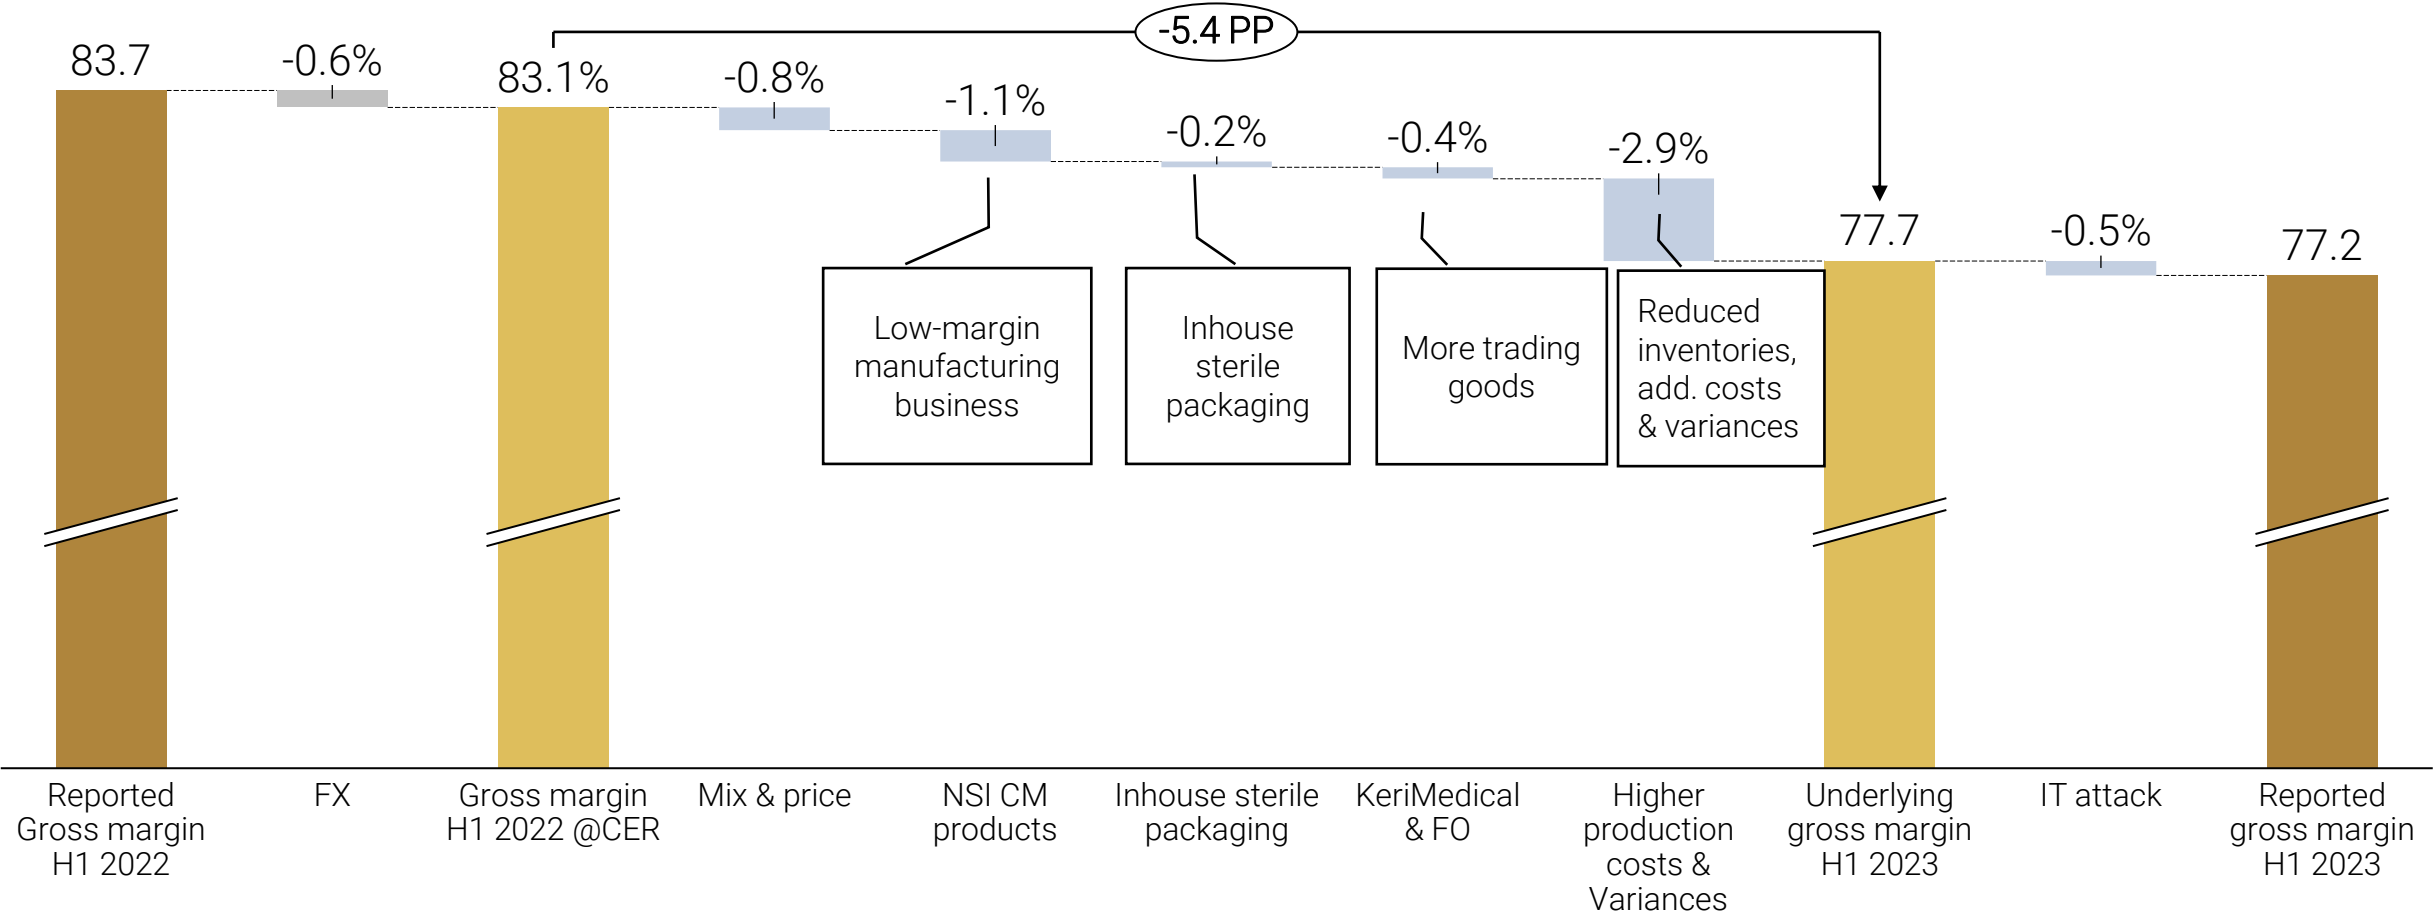 -5.4 PP
83.7
-0.6%
83.1%
-0.8%
-1.1%
-0.2%
-0.4%
-2.9%
77.7
-0.5%
77.2
Low-margin
manufacturing
business
Inhouse
sterile
packaging
More trading
goods
Reduced
inventories,
add. costs
& variances
Reported
Gross margin
H1 2022
FX
Gross margin
H1 2022 @CER
Mix & price
NSI CM
products
Inhouse sterile
packaging
KeriMedical
& FO
Higher
production
costs &
Variances
Underlying
gross margin
H1 2023
IT attack
Reported
gross margin
H1 2023